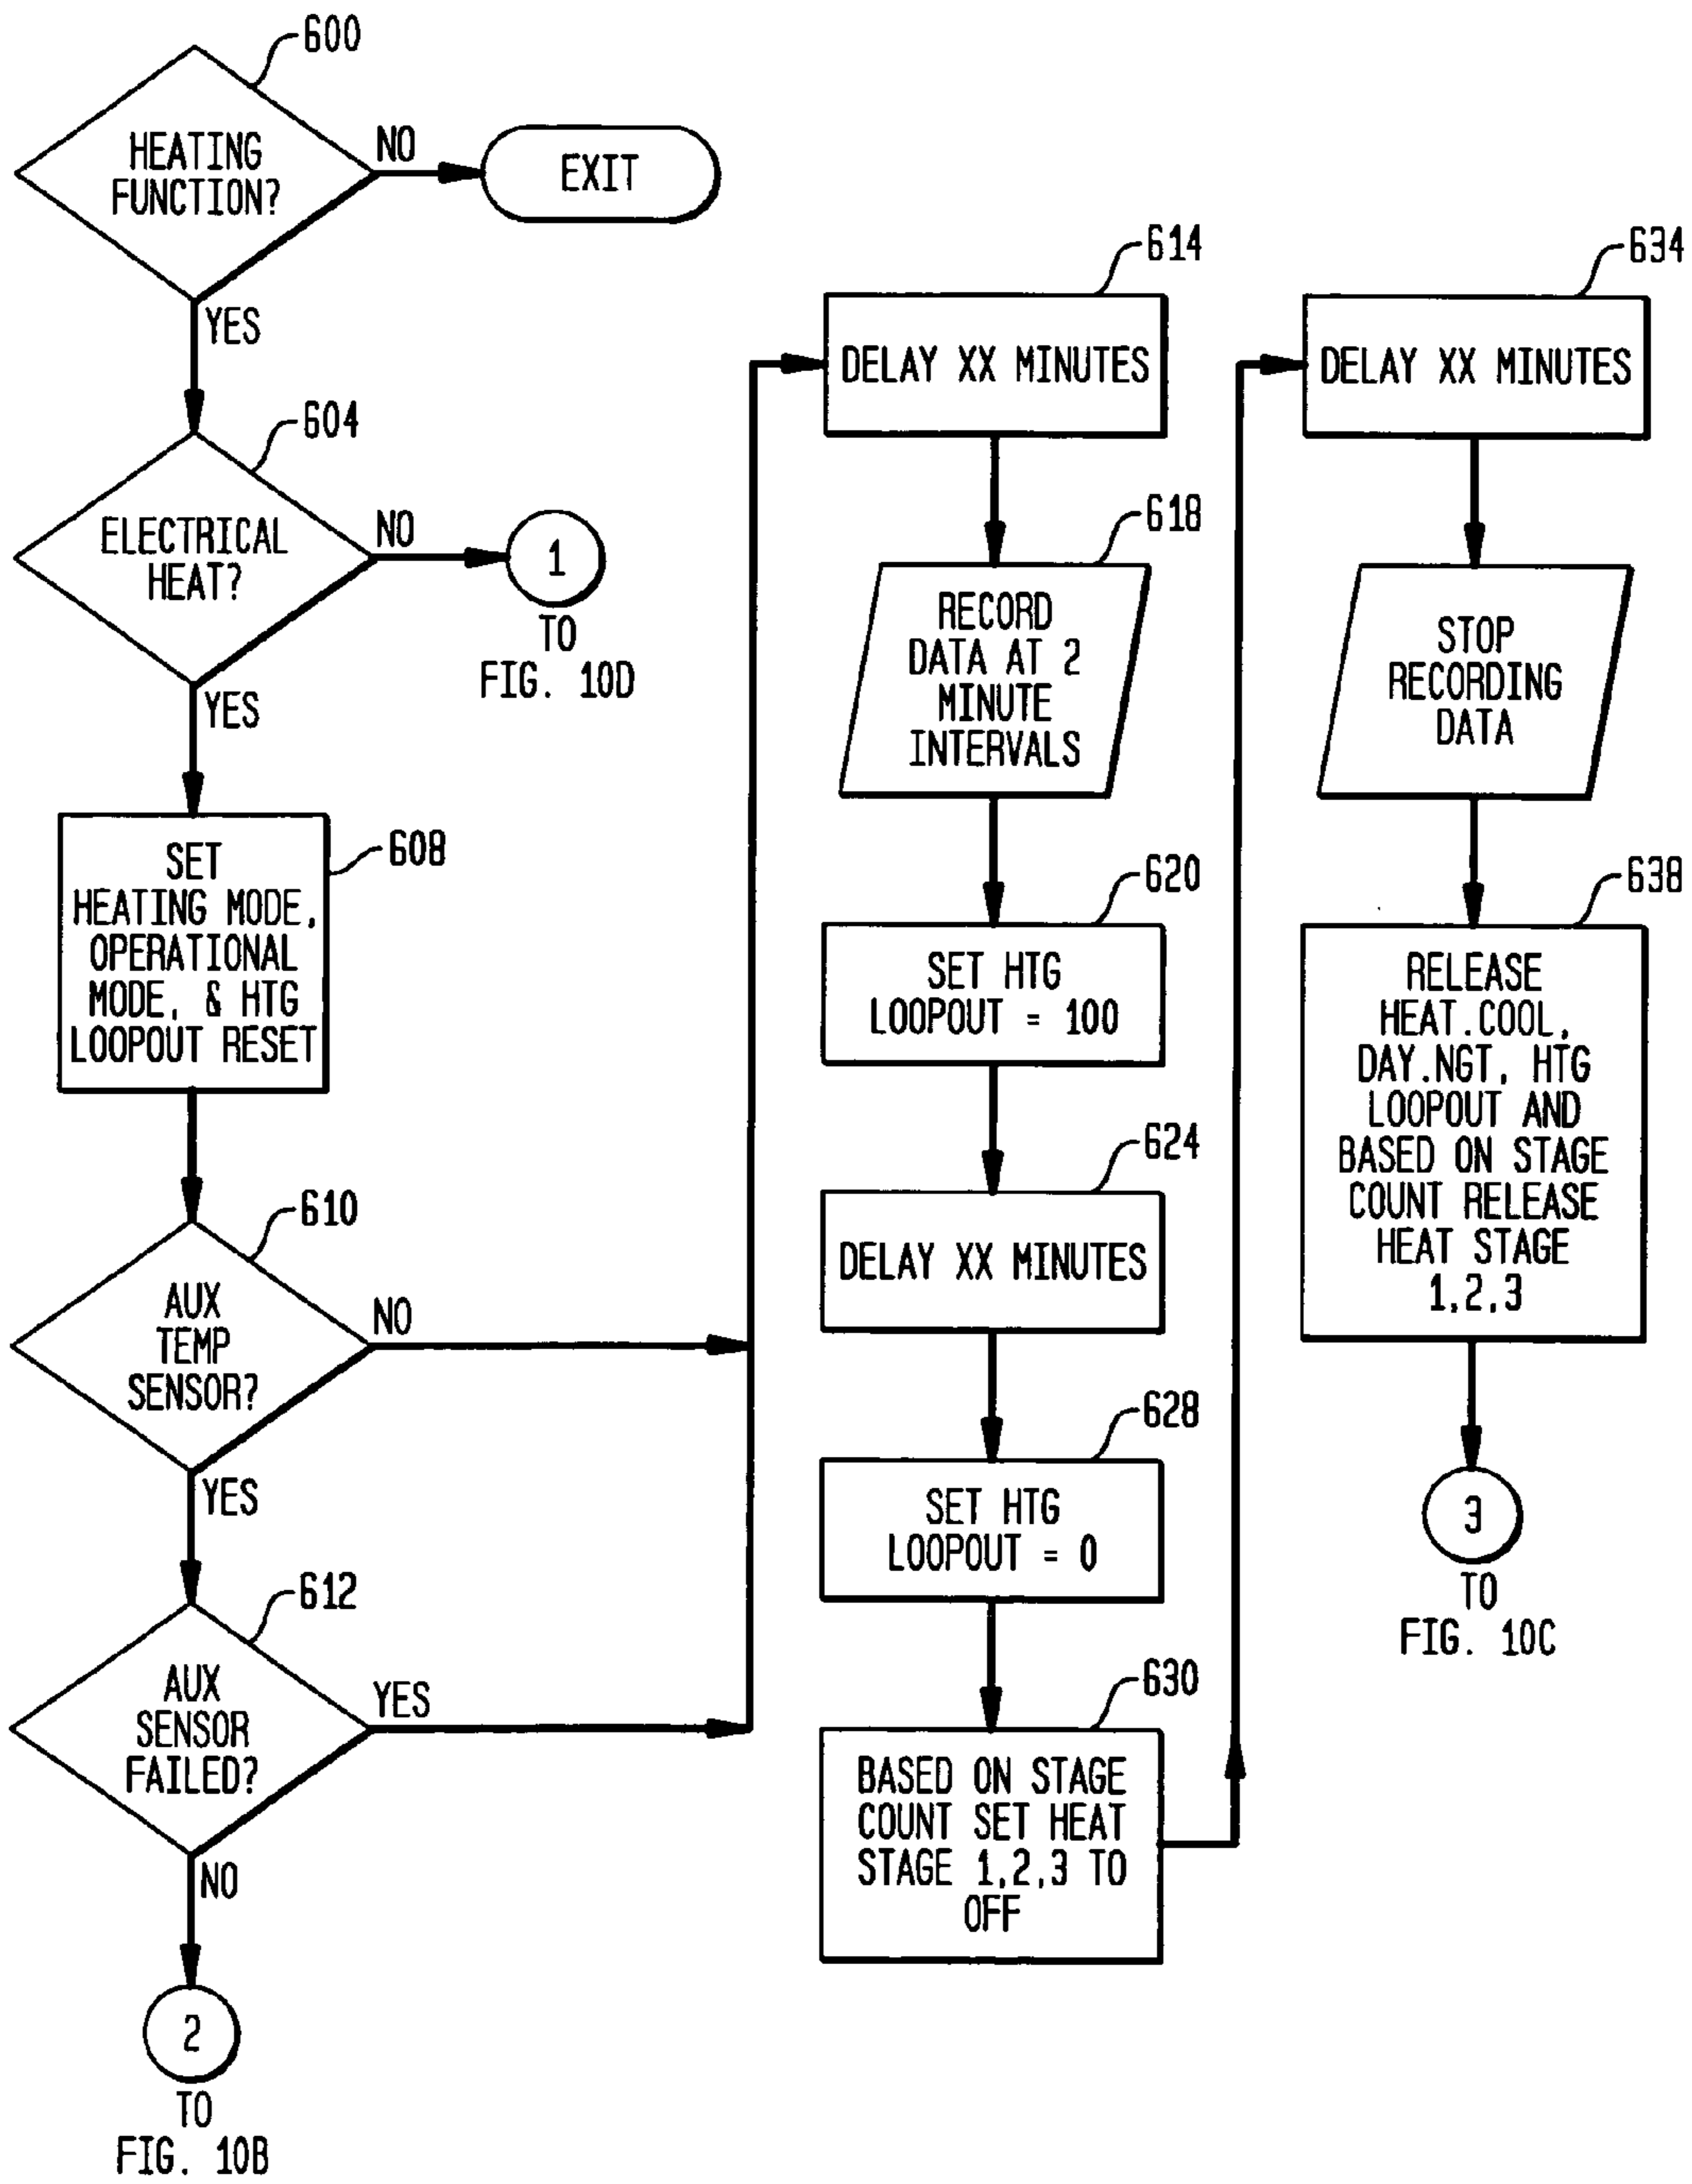 600
HEATING
FUNCTION?
NO
EXIT
YES
604
ELECTRICAL
HEAT?
NO
1
TO
FIG. 10D
YES
608
SET
HEATING MODE,
OPERATIONAL
MODE, & HTG
LOOPOUT RESET
610
AUX
TEMP
SENSOR?
NO
YES
612
AUX
SENSOR
FAILED?
YES
NO
2
TO
FIG. 10B
614
DELAY XX MINUTES
618
RECORD
DATA AT 2
MINUTE
INTERVALS
620
SET HTG
LOOPOUT = 100
624
DELAY XX MINUTES
628
SET HTG
LOOPOUT = 0
630
BASED ON STAGE
COUNT SET HEAT
STAGE 1,2,3 TO
OFF
634
DELAY XX MINUTES
STOP
RECORDING
DATA
638
RELEASE
HEAT.COOL,
DAY.NGT, HTG
LOOPOUT AND
BASED ON STAGE
COUNT RELEASE
HEAT STAGE
1,2,3
3
TO
FIG. 10C